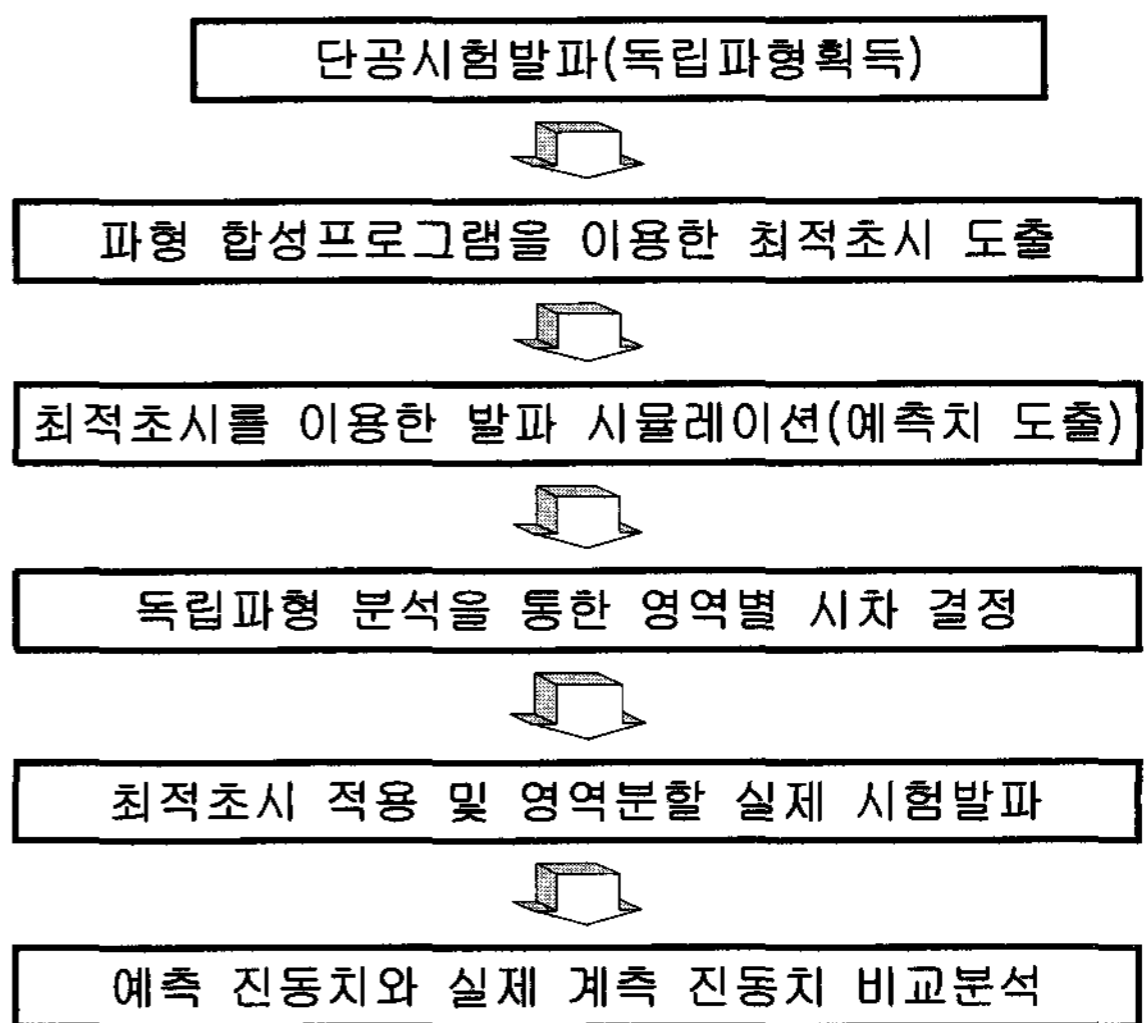 단공시험발파(독립파형획득)
파형 합성프로그램을 이용한 최적초시 도출
최적초시를 이용한 발파 시뮬레이션(예측치 도출)
독립파형 분석을 통한 영역별 시차 결정
최적초시 적용 및 영역분할 실제 시험발파
예측 진동치와 실제 계측 진동치 비교분석